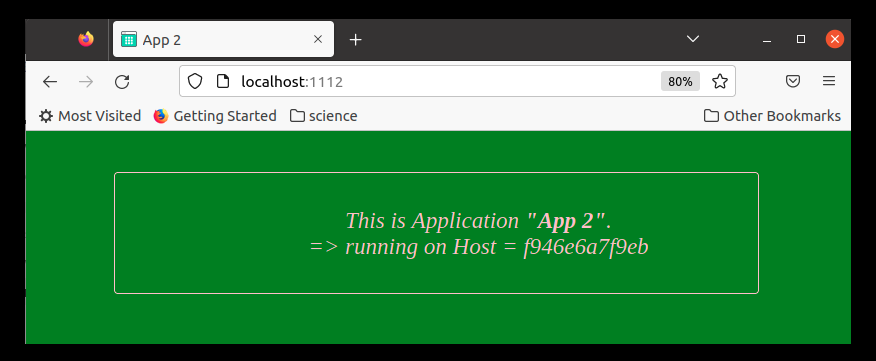 App 2
localhost:1112
80%
Most Visited
Getting Started
science
Other Bookmarks
This is Application "App 2".
=> running on Host = f946e6a7f9eb